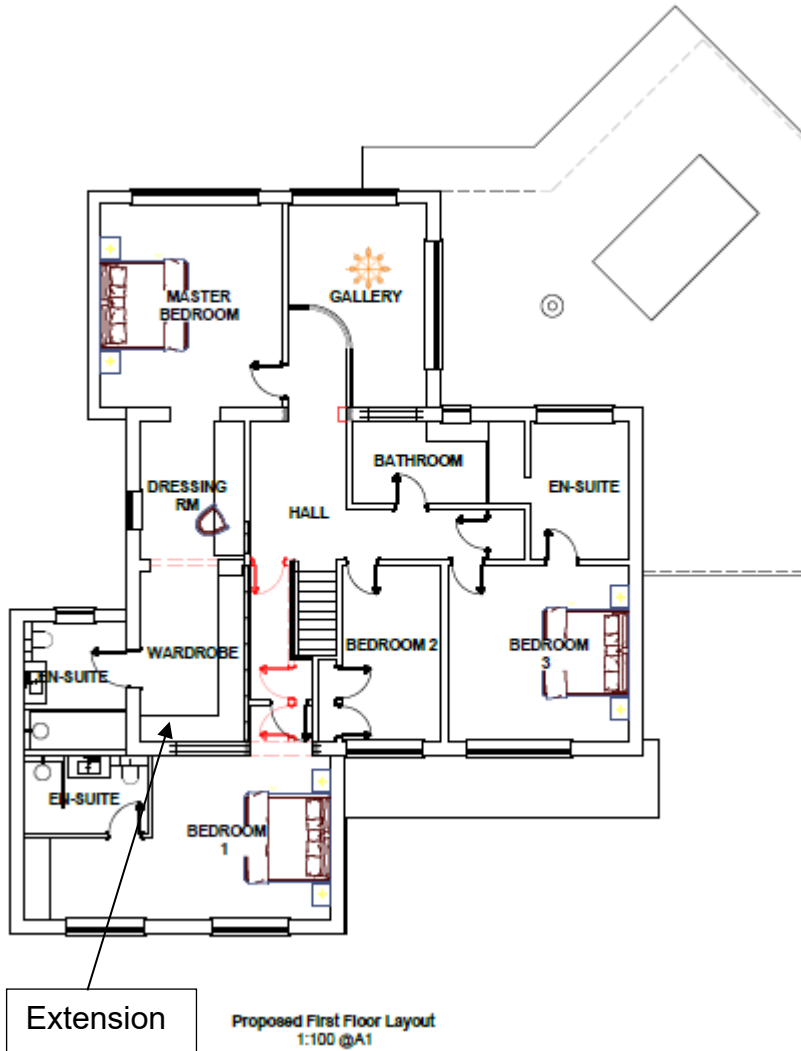 MASTER
BEDROOM
GALLERY
BATHROOM
DRESSING
RM
EN-SUITE
HALL
WARDROBE
BEDROOM 2
BEDROOM
3
EN-SUITE
EN-SUITE
BEDROOM
1
Extension
Proposed First Floor Layout
1:100 @A1